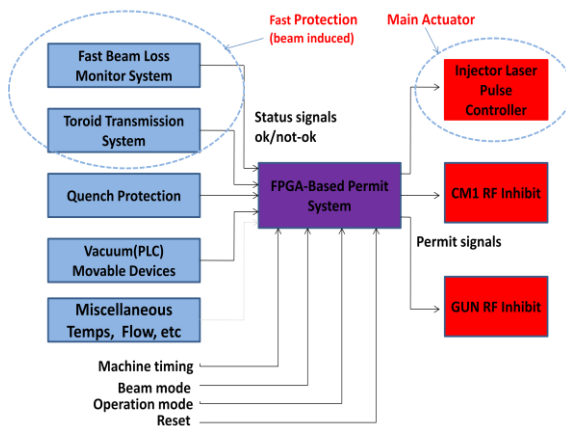 Fast Protection
(beam induced)
Main Actuator
Fast Beam Loss
Monitor System
Toroid Transmission
System
Quench Protection
Vacuum(PLC)
Movable Devices
Miscellaneous
Temps, Flow, etc
Status signals
ok/not-ok
FPGA-Based Permit
System
Injector Laser
Pulse
Controller
CM1 RF Inhibit
Permit signals
GUN RF Inhibit
Machine timing
Beam mode
Operation mode
Reset